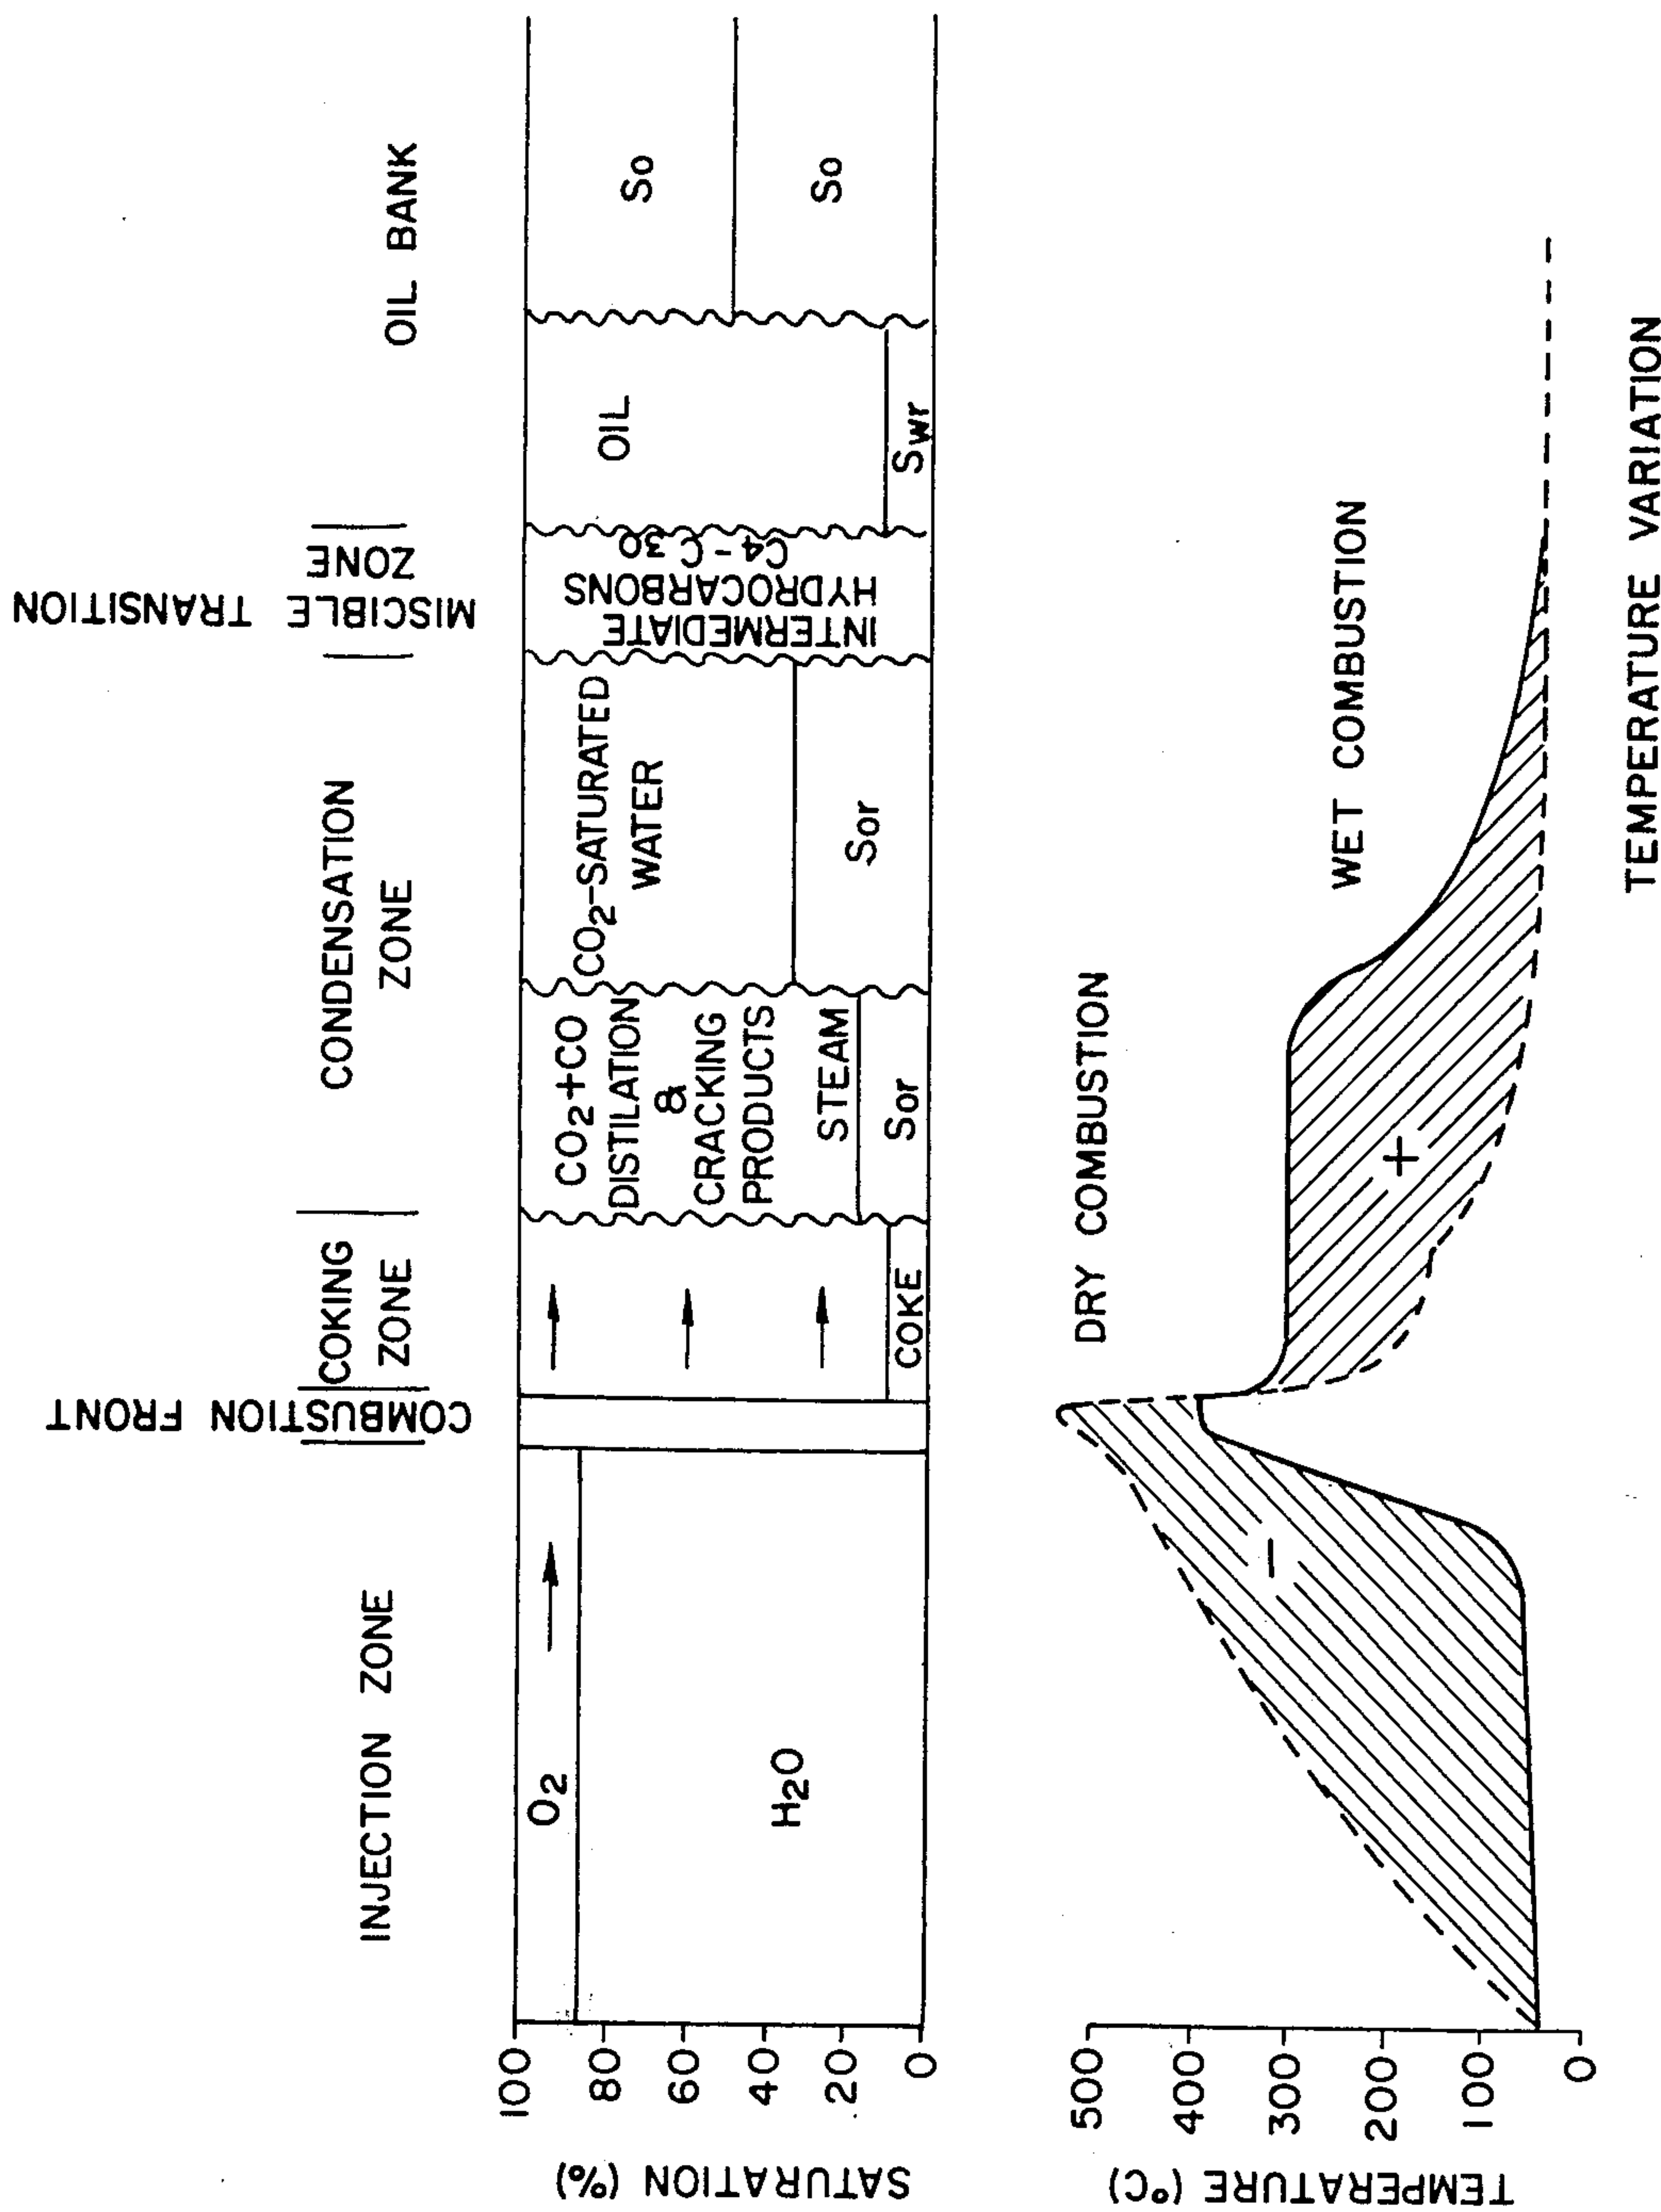 INJECTION ZONE
COMBUSTION FRONT
COKING
ZONE
CONDENSATION
ZONE
MISCIBLE TRANSITION
ZONE
OIL BANK
SATURATION (%)
100
80
60
40
20
0
O2
H2O
COKE
CO2+CO
DISTILATION
&
CRACKING
PRODUCTS
STEAM
Sor
CO2-SATURATED
WATER
Sor
INTERMEDIATE
HYDROCARBONS
C4-C30
OIL
Swr
So
So
TEMPERATURE (°C)
500
400
300
200
100
0
DRY COMBUSTION
WET COMBUSTION
−
+
TEMPERATURE VARIATION